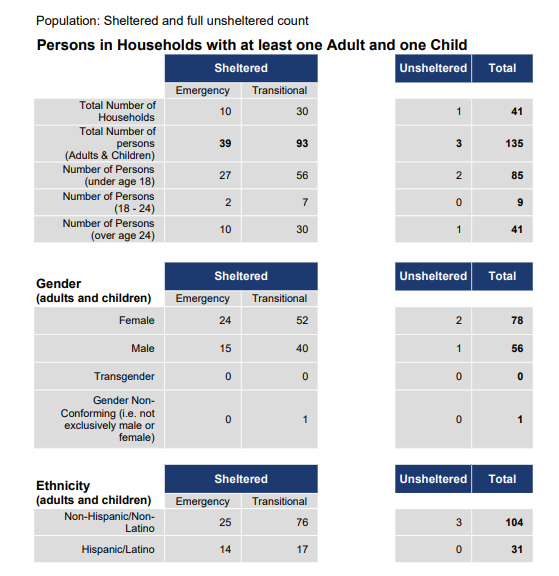 Population: Sheltered and full unsheltered count
Persons in Households with at least one Adult and one Child
Sheltered Unsheltered Total
Emergency Transitional
Total Number of
Households 10 30 1 41
Total Number of
persons
(Adults & Children) 39 93 3 135
Number of Persons
(under age 18) 27 56 2 85
Number of Persons
(18 - 24) 2 7 0 9
Number of Persons
(over age 24) 10 30 1 41
Gender
(adults and children) Sheltered Unsheltered Total
Emergency Transitional
Female 24 52 2 78
Male 15 40 1 56
Transgender 0 0 0 0
Gender Non-
Conforming (i.e. not
exclusively male or
female) 0 1 0 1
Ethnicity
(adults and children) Sheltered Unsheltered Total
Emergency Transitional
Non-Hispanic/Non-
Latino 25 76 3 104
Hispanic/Latino 14 17 0 31